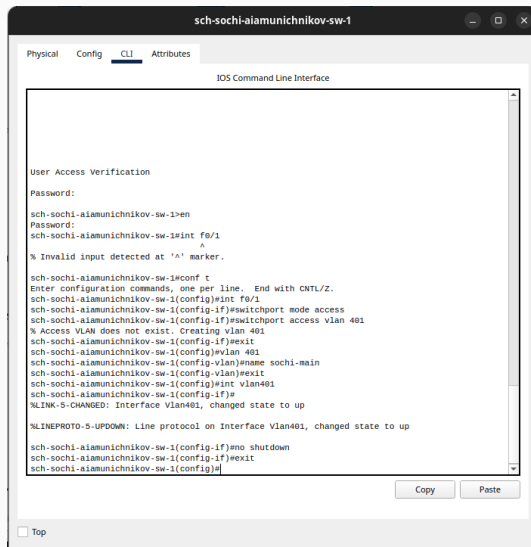 sch-sochi-aiamunichnikov-sw-1
Physical Config CLI Attributes
IOS Command Line Interface
User Access Verification
Password:
sch-sochi-aiamunichnikov-sw-1>en
Password:
sch-sochi-aiamunichnikov-sw-1#int f0/1
^
% Invalid input detected at '^' marker.
sch-sochi-aiamunichnikov-sw-1#conf t
Enter configuration commands, one per line.  End with CNTL/Z.
sch-sochi-aiamunichnikov-sw-1(config)#int f0/1
sch-sochi-aiamunichnikov-sw-1(config-if)#switchport mode access
sch-sochi-aiamunichnikov-sw-1(config-if)#switchport access vlan 401
% Access VLAN does not exist. Creating vlan 401
sch-sochi-aiamunichnikov-sw-1(config-if)#exit
sch-sochi-aiamunichnikov-sw-1(config)#vlan 401
sch-sochi-aiamunichnikov-sw-1(config-vlan)#name sochi-main
sch-sochi-aiamunichnikov-sw-1(config-vlan)#exit
sch-sochi-aiamunichnikov-sw-1(config)#int vlan401
sch-sochi-aiamunichnikov-sw-1(config-if)#
%LINK-5-CHANGED: Interface Vlan401, changed state to up
%LINEPROTO-5-UPDOWN: Line protocol on Interface Vlan401, changed state to up
sch-sochi-aiamunichnikov-sw-1(config-if)#no shutdown
sch-sochi-aiamunichnikov-sw-1(config-if)#exit
sch-sochi-aiamunichnikov-sw-1(config)#
Copy Paste
Top